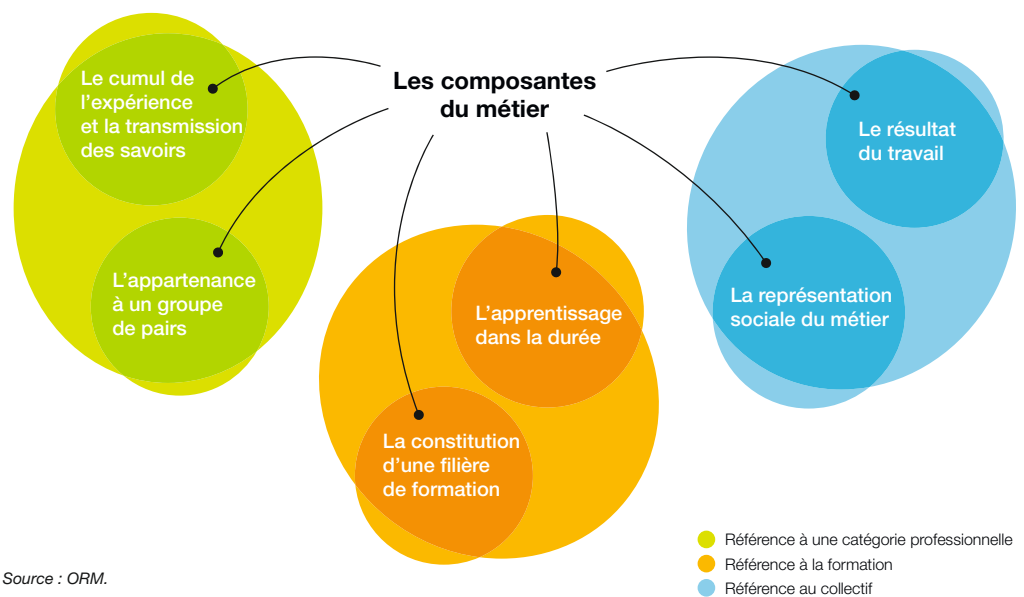 Les composantes
du métier
Le cumul de
l’expérience
et la transmission
des savoirs
L’appartenance
à un groupe
de pairs
L’apprentissage
dans la durée
La constitution
d’une filière
de formation
Le résultat
du travail
La représentation
sociale du métier
Référence à une catégorie professionnelle
Référence à la formation
Référence au collectif
Source : ORM.